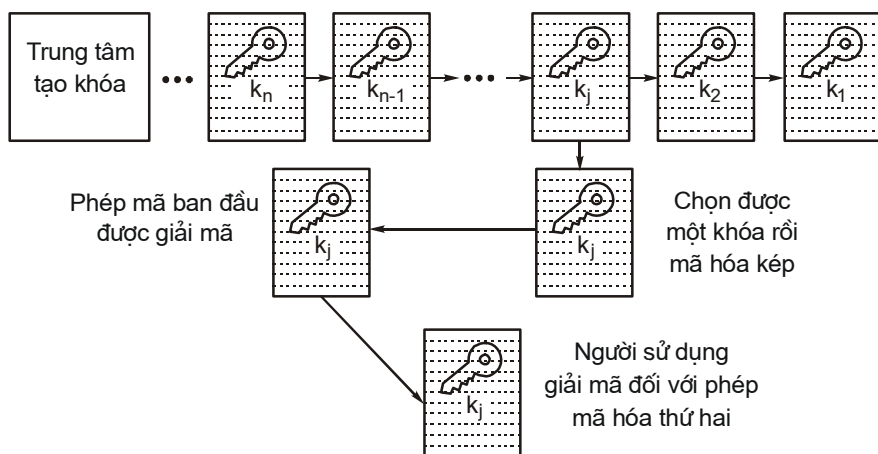 Trung tâm
tạo khóa
kₙ
kₙ₋₁
kⱼ
k₂
k₁
Phép mã ban đầu
được giải mã
kⱼ
kⱼ
Chọn được
một khóa rồi
mã hóa kép
kⱼ
Người sử dụng
giải mã đối với phép
mã hóa thứ hai